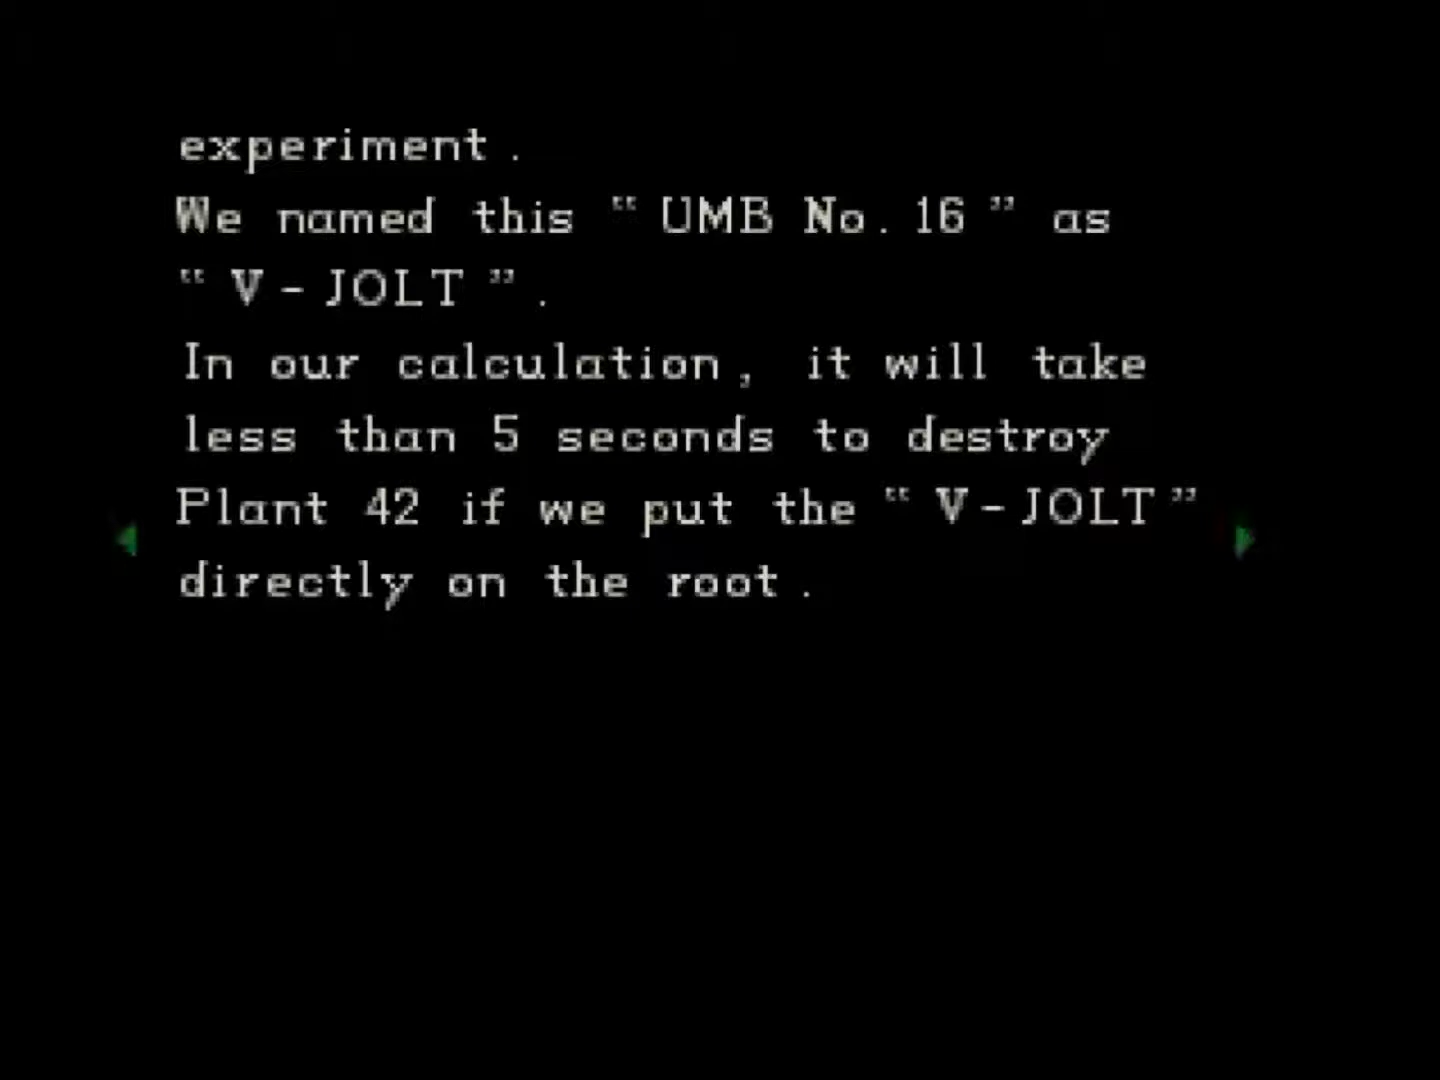 experiment .
We named this “ UMB No. 16 ” as
“ V - JOLT ” .
In our calculation, it will take
less than 5 seconds to destroy
Plant 42 if we put the “ V - JOLT ”
directly on the root .